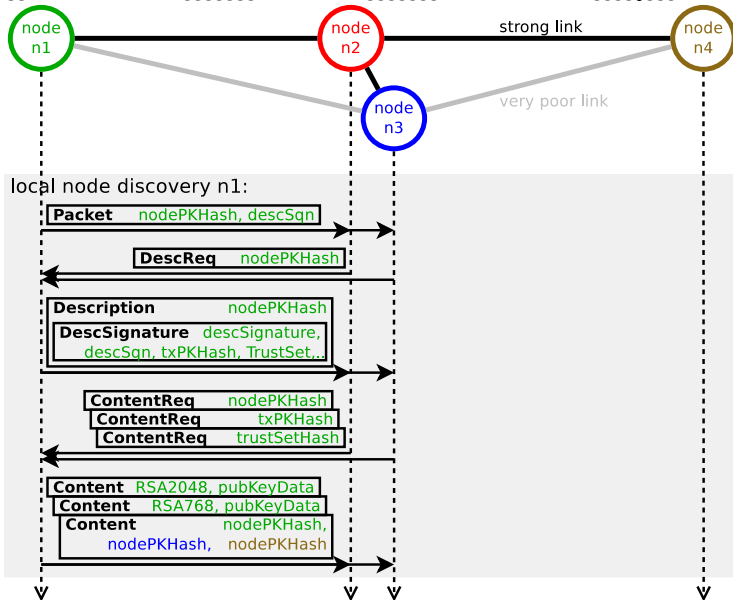 node
n1
node
n2
strong link
node
n4
node
n3
very poor link
local node discovery n1:
Packet nodePKHash, descSqn
DescReq nodePKHash
Description nodePKHash
DescSignature descSignature,
descSqn, txPKHash, TrustSet,..
ContentReq nodePKHash
ContentReq txPKHash
ContentReq trustSetHash
Content RSA2048, pubKeyData
Content RSA768, pubKeyData
Content nodePKHash,
nodePKHash, nodePKHash